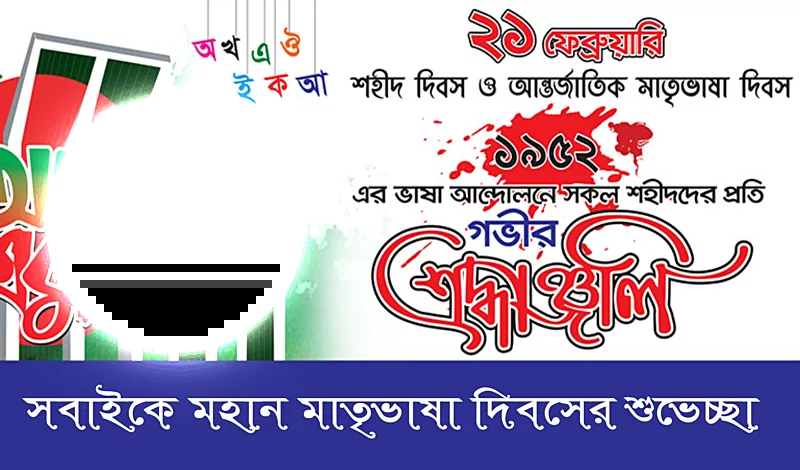 অ খ এ ঔ
ই ক আ
২১ ফেব্রুয়ারি
শহীদ দিবস ও আন্তর্জাতিক মাতৃভাষা দিবস
১৯৫২
এর ভাষা আন্দোলনে সকল শহীদদের প্রতি
গভীর
শ্রদ্ধাঞ্জলি
সবাইকে মহান মাতৃভাষা দিবসের শুভেচ্ছা